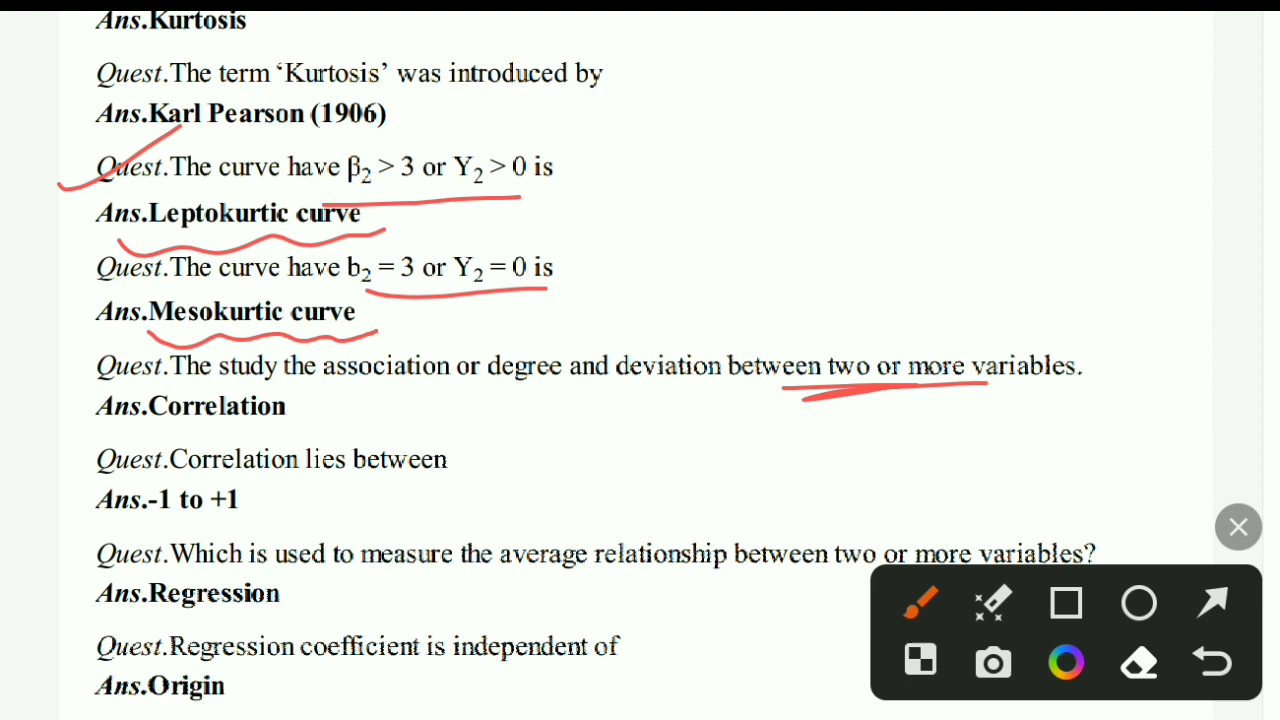 Ans.Kurtosis
Quest.The term ‘Kurtosis’ was introduced by
Ans.Karl Pearson (1906)
Quest.The curve have β₂ > 3 or Y₂ > 0 is
Ans.Leptokurtic curve
Quest.The curve have b₂ = 3 or Y₂ = 0 is
Ans.Mesokurtic curve
Quest.The study the association or degree and deviation between two or more variables.
Ans.Correlation
Quest.Correlation lies between
Ans.-1 to +1
Quest.Which is used to measure the average relationship between two or more variables?
Ans.Regression
Quest.Regression coefficient is independent of
Ans.Origin